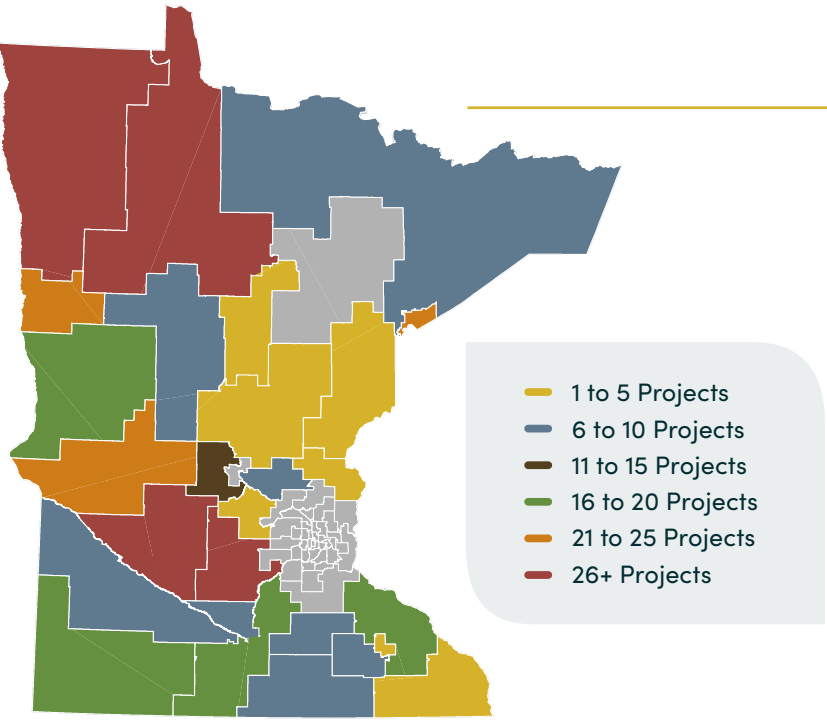 1 to 5 Projects
6 to 10 Projects
11 to 15 Projects
16 to 20 Projects
21 to 25 Projects
26+ Projects